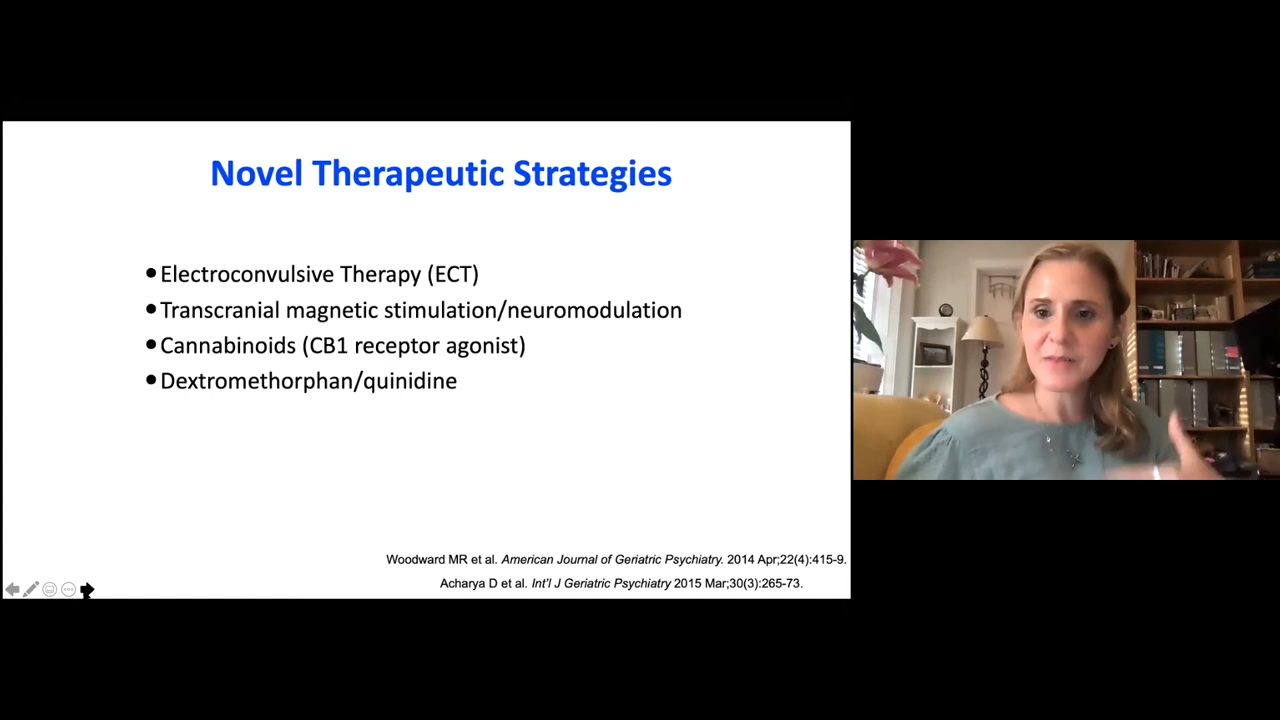 Novel Therapeutic Strategies
•Electroconvulsive Therapy (ECT)
•Transcranial magnetic stimulation/neuromodulation
•Cannabinoids (CB1 receptor agonist)
•Dextromethorphan/quinidine
Woodward MR et al. American Journal of Geriatric Psychiatry. 2014 Apr;22(4):415-9.
Acharya D et al. Int'l J Geriatric Psychiatry 2015 Mar;30(3):265-73.